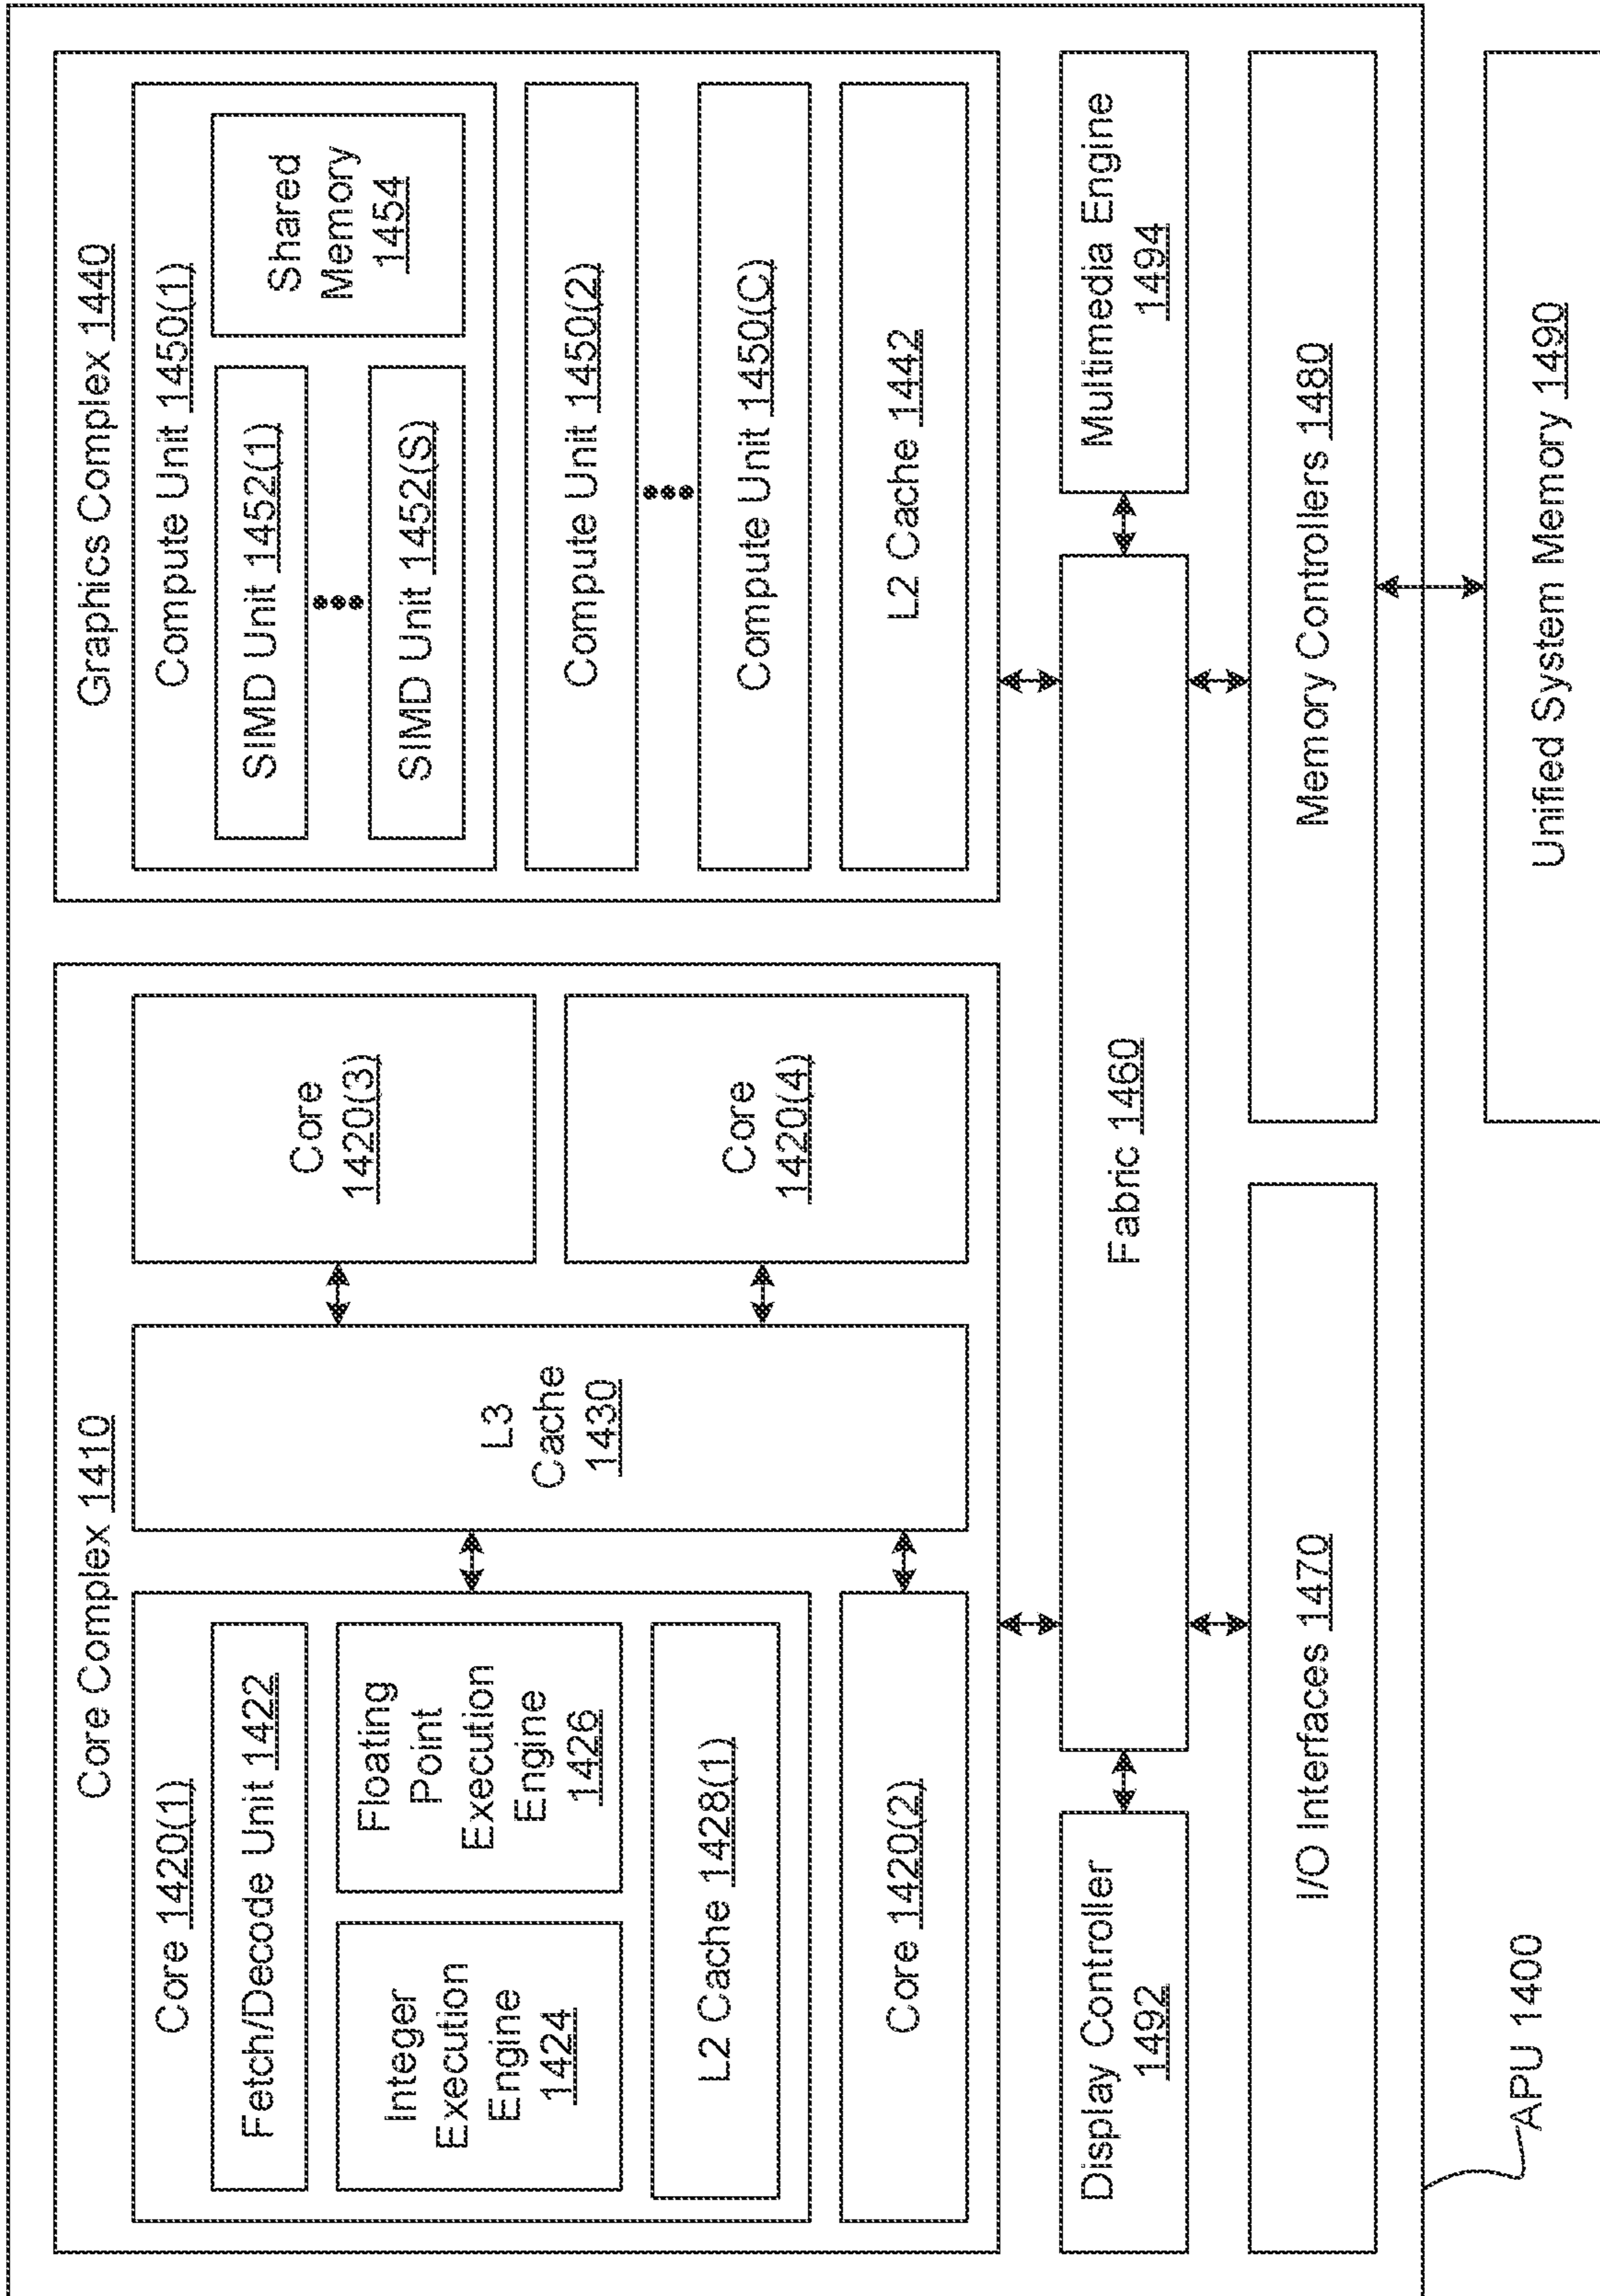 Core Complex 1410
Core 1420(1)
Fetch/Decode Unit 1422
Integer
Execution
Engine
1424
Floating
Point
Execution
Engine
1426
L2 Cache 1428(1)
Core 1420(2)
L3
Cache
1430
Core
1420(3)
Core
1420(4)
Graphics Complex 1440
Compute Unit 1450(1)
SIMD Unit 1452(1)
SIMD Unit 1452(S)
Shared
Memory
1454
Compute Unit 1450(2)
Compute Unit 1450(C)
L2 Cache 1442
Display Controller
1492
Fabric 1460
Multimedia Engine
1494
I/O Interfaces 1470
Memory Controllers 1480
APU 1400
Unified System Memory 1490